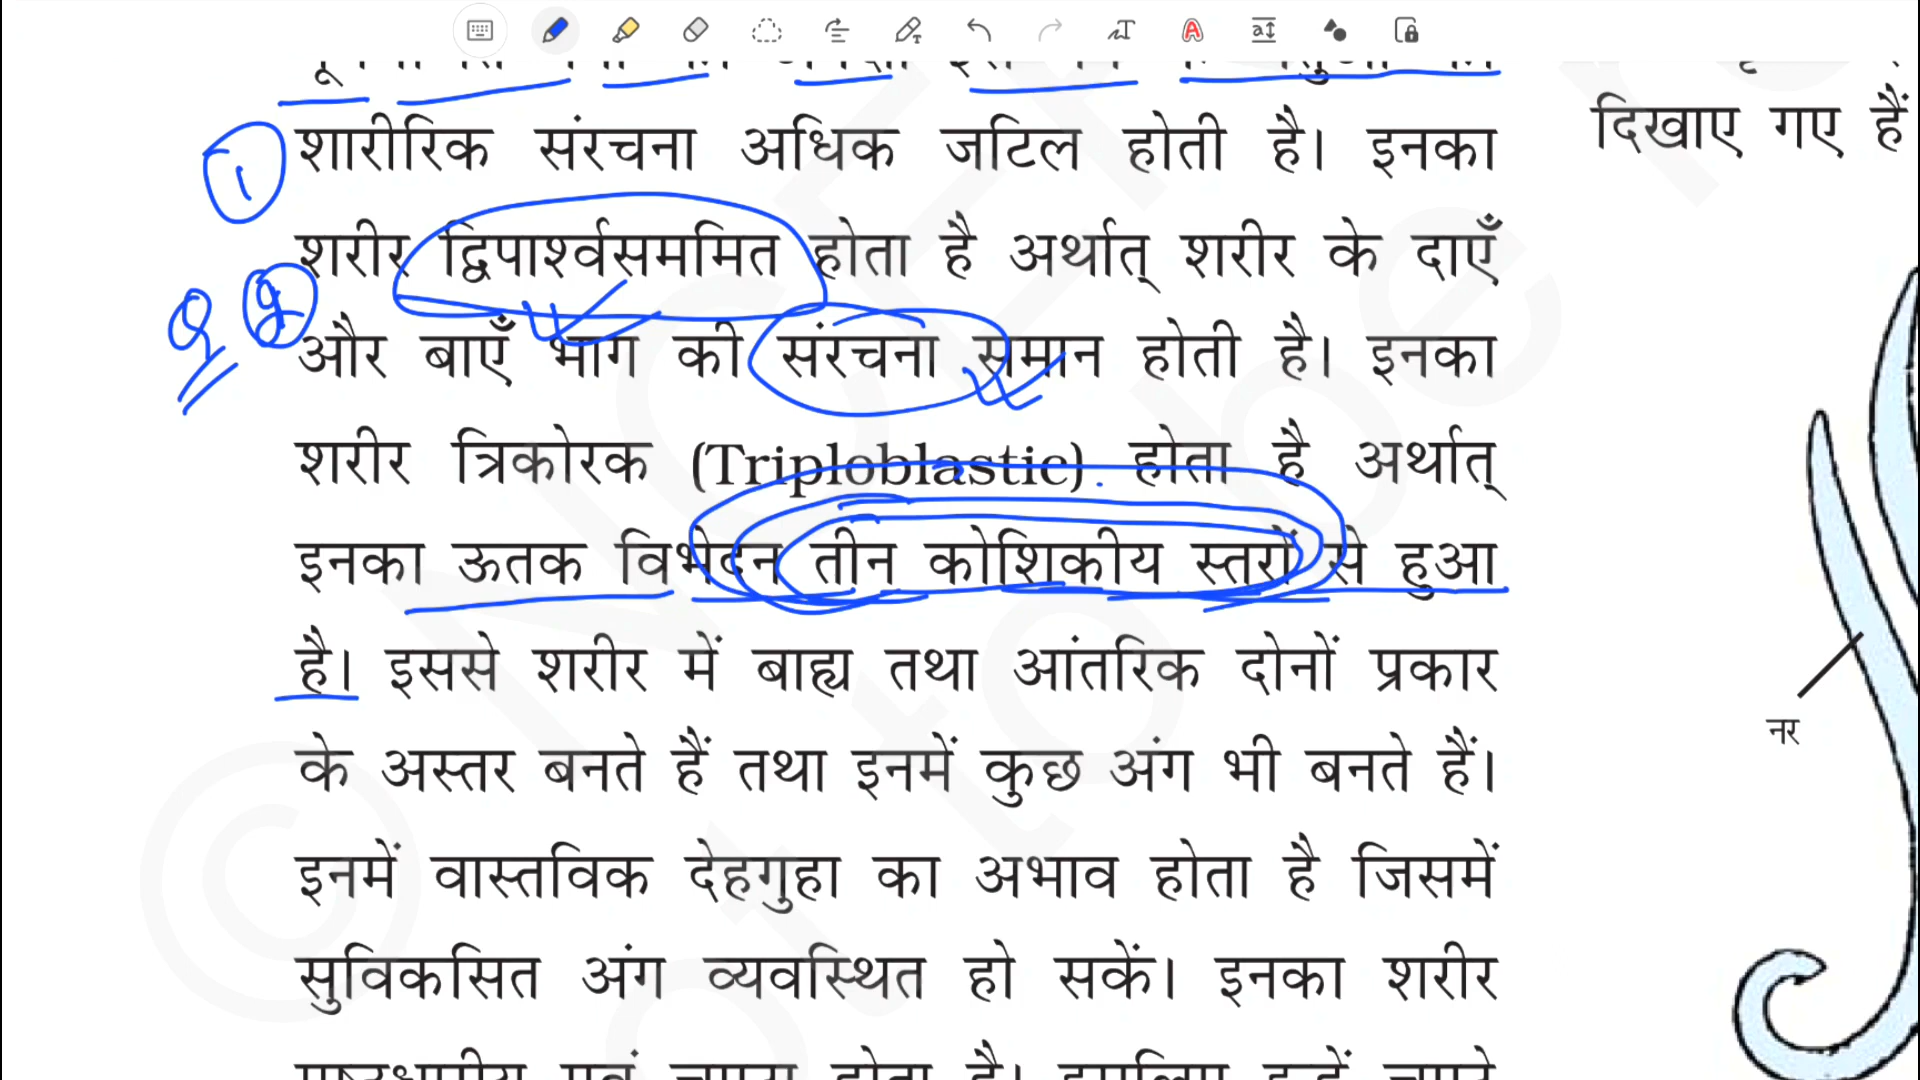 शारीरिक संरचना अधिक जटिल होती है। इनका
शरीर द्विपार्श्वसममित होता है अर्थात् शरीर के दाएँ
और बाएँ भाग की संरचना समान होती है। इनका
शरीर त्रिकोरक (Triploblastic) होता है अर्थात्
इनका ऊतक विभेदन तीन कोशिकीय स्तरों से हुआ
है। इससे शरीर में बाह्य तथा आंतरिक दोनों प्रकार
के अस्तर बनते हैं तथा इनमें कुछ अंग भी बनते हैं।
इनमें वास्तविक देहगुहा का अभाव होता है जिसमें
सुविकसित अंग व्यवस्थित हो सकें। इनका शरीर
दिखाए गए हैं
नर